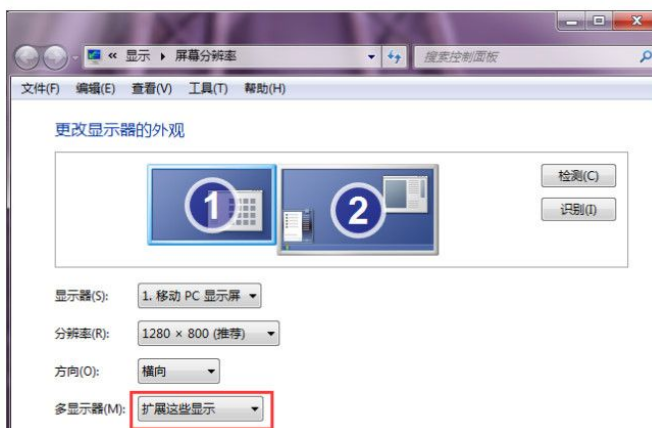 « 显示 ▸ 屏幕分辨率
搜索控制面板
文件(F) 编辑(E) 查看(V) 工具(T) 帮助(H)
更改显示器的外观
1
2
检测(C)
识别(I)
显示器(S): 1. 移动 PC 显示屏
分辨率(R): 1280 × 800 (推荐)
方向(O): 横向
多显示器(M): 扩展这些显示